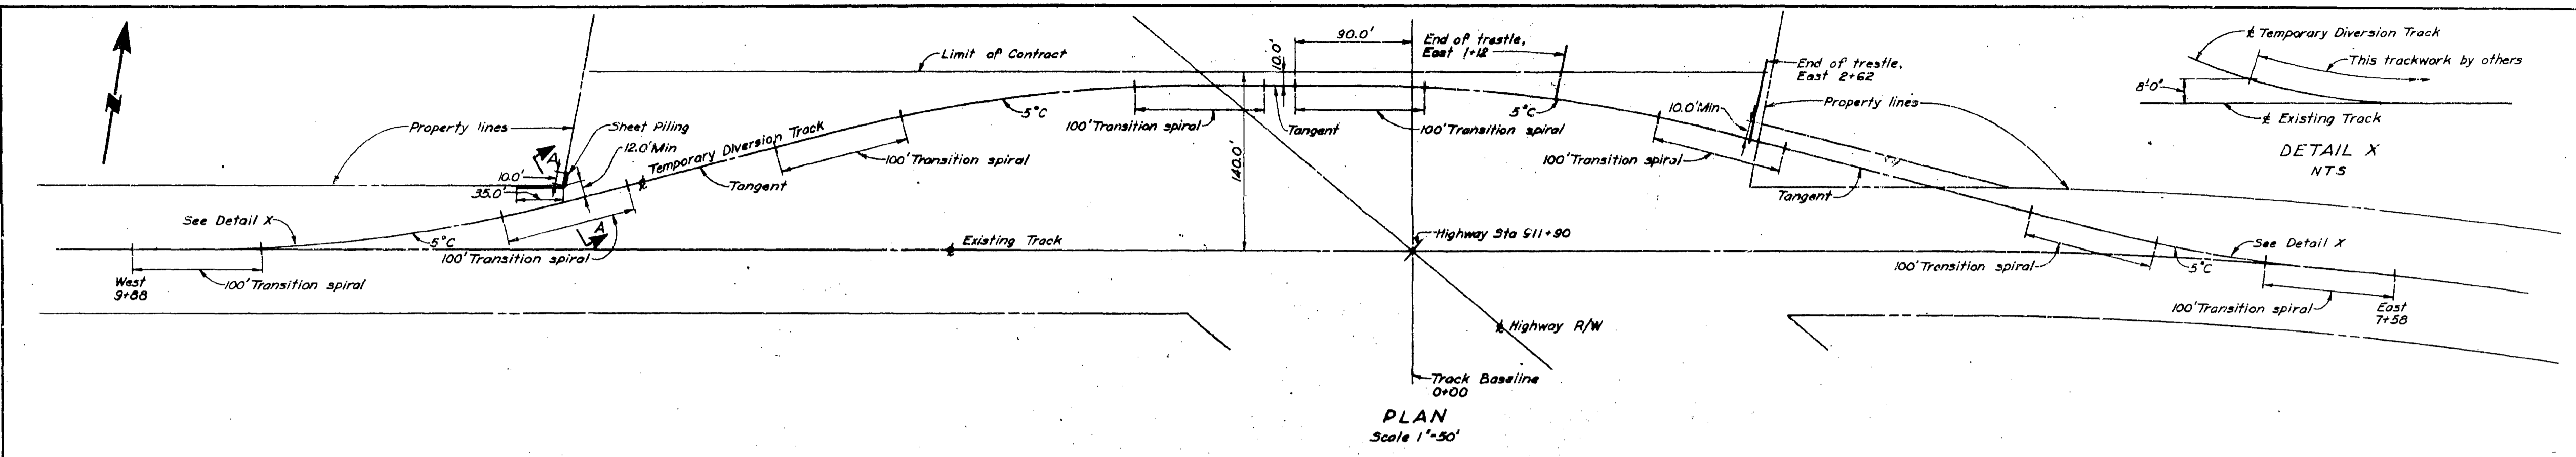 N
Limit of Contract
90.0'
10.0'
End of trestle,
East 1+12
End of trestle,
East 2+62
℄ Temporary Diversion Track
This trackwork by others
8'0"
℄ Existing Track
DETAIL X
NTS
Property lines
Sheet Piling
12.0' Min
A
10.0'
35.0'
Temporary Diversion Track
℄
Tangent
100' Transition spiral
5°C
100' Transition spiral
Tangent
100' Transition spiral
5°C
10.0' Min
Property lines
100' Transition spiral
Tangent
140.0'
See Detail X
5°C
A
100' Transition spiral
℄ Existing Track
Highway Sta 911+90
See Detail X
5°C
100' Transition spiral
West
9+88
100' Transition spiral
100' Transition spiral
East
7+58
℄ Highway R/W
Track Baseline
0+00
PLAN
Scale 1"=50'